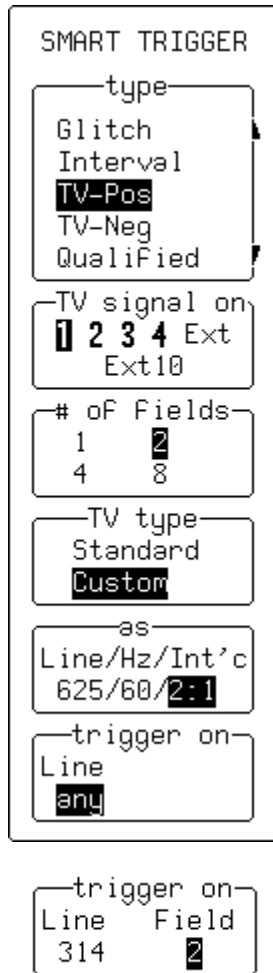 SMART TRIGGER
type
Glitch
Interval
TV-Pos
TV-Neg
Qualified
TV signal on
1 2 3 4 Ext
Ext10
# of fields
1 2
4 8
TV type
Standard
Custom
as
Line/Hz/Int'c
625/60/2:1
trigger on
Line
any
trigger on
Line Field
314 2